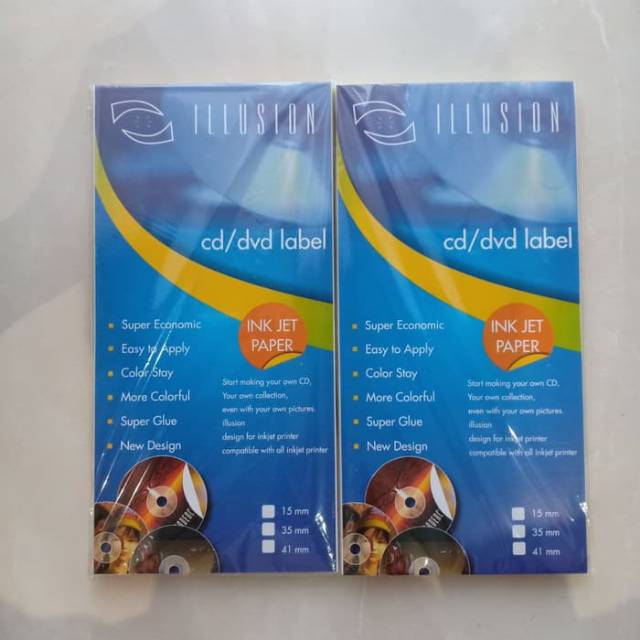 ILLUSION
cd/dvd label
INK JET
PAPER
Super Economic
Easy to Apply
Color Stay
More Colorful
Super Glue
New Design
Start making your own CD,
Your own collection,
even with your own pictures.
illusion
design for inkjet printer
compatible with all inkjet printer
15 mm
35 mm
41 mm
ILLUSION
cd/dvd label
INK JET
PAPER
Super Economic
Easy to Apply
Color Stay
More Colorful
Super Glue
New Design
Start making your own CD,
Your own collection,
even with your own pictures.
illusion
design for inkjet printer
compatible with all inkjet printer
15 mm
35 mm
41 mm